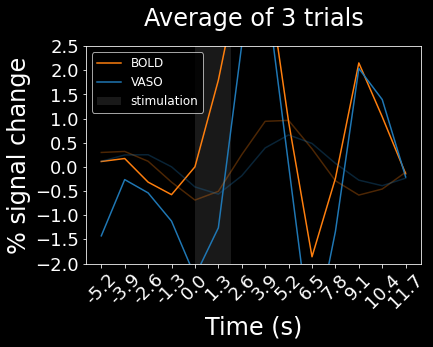 Average of 3 trials
BOLD
VASO
stimulation
% signal change
2.5
2.0
1.5
1.0
0.5
0.0
−0.5
−1.0
−1.5
−2.0
-5.2 -3.9 -2.6 -1.3 0.0 1.3 2.6 3.9 5.2 6.5 7.8 9.1 10.4 11.7
Time (s)